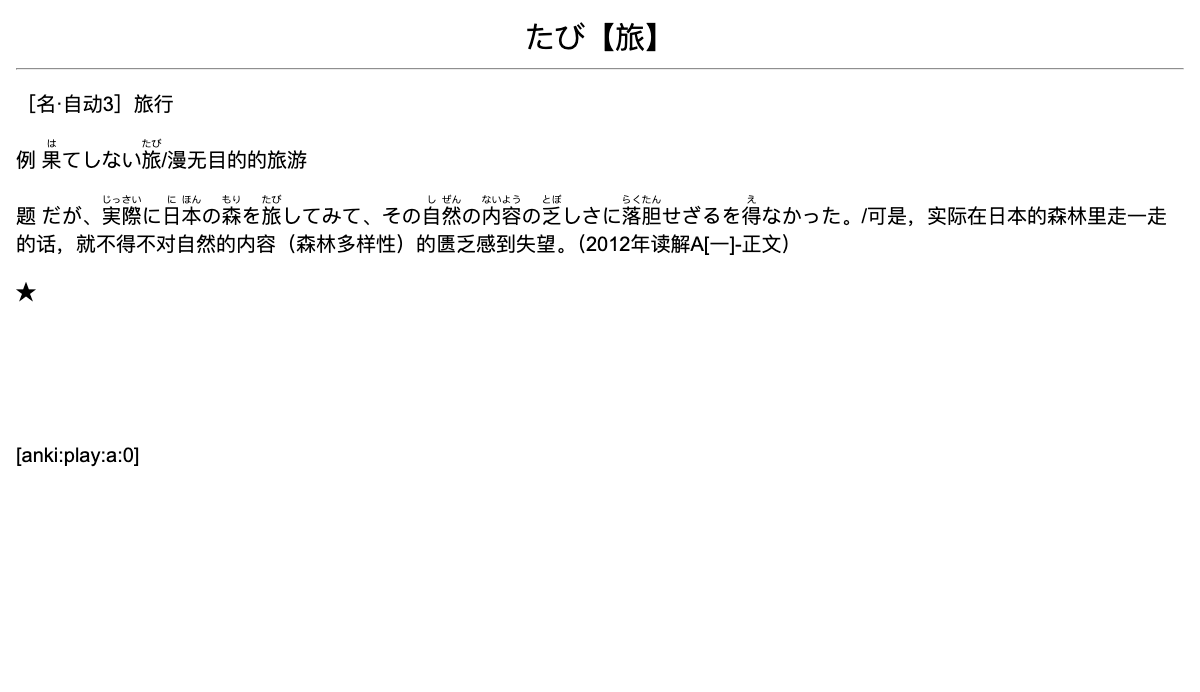 たび【旅】
［名·自动3］旅行
は たび
例 果てしない旅/漫无目的的旅游
じっさい に ほん もり たび し ぜん ないよう とぼ らくたん え
题 だが、実際に日本の森を旅してみて、その自然の内容の乏しさに落胆せざるを得なかった。/可是，实际在日本的森林里走一走
的话，就不得不对自然的内容（森林多样性）的匮乏感到失望。（2012年读解A[一]-正文）
★
[anki:play:a:0]